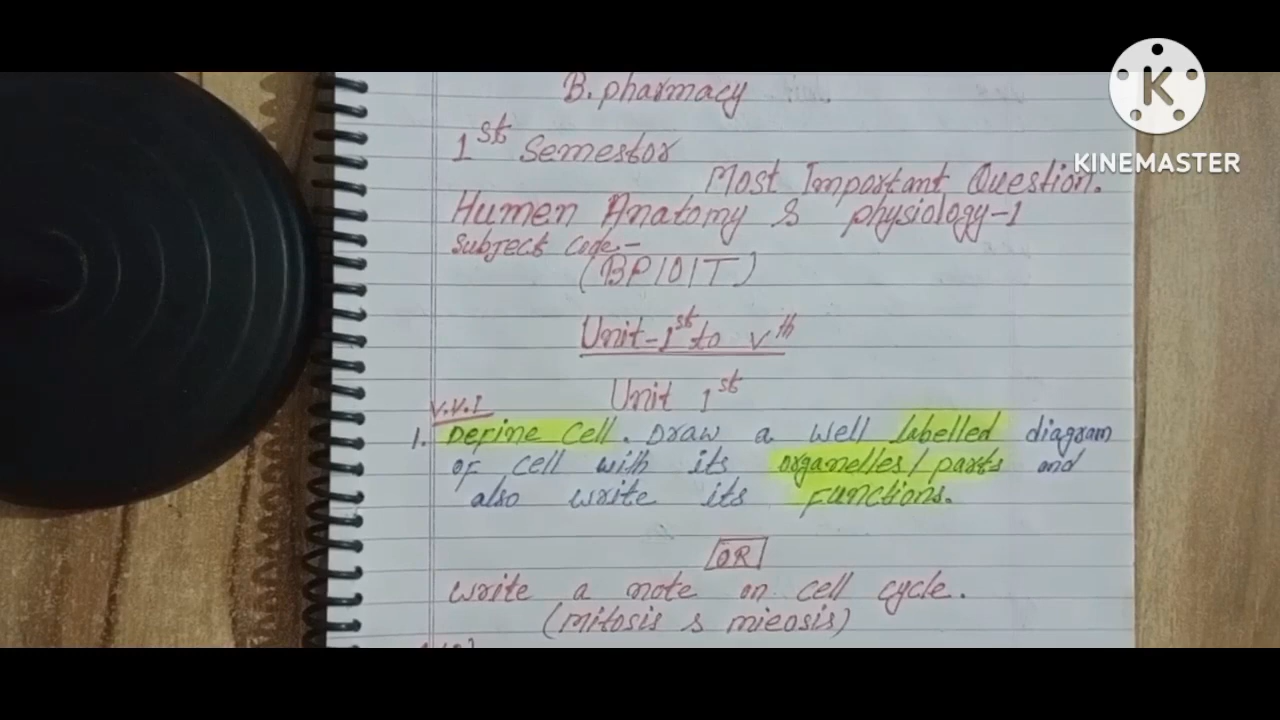 B. pharmacy
1st Semestor
Most Important Question.
Humen Anatomy & physiology-1
Subject Code-
(BP101T)
Unit-1st to Vth
Unit 1st
V.V.I
1. Define Cell. Draw a well labelled diagram
of cell with its organelles/parts and
also write its functions.
OR
Write a note on cell cycle.
(mitosis & mieosis)
K
KINEMASTER